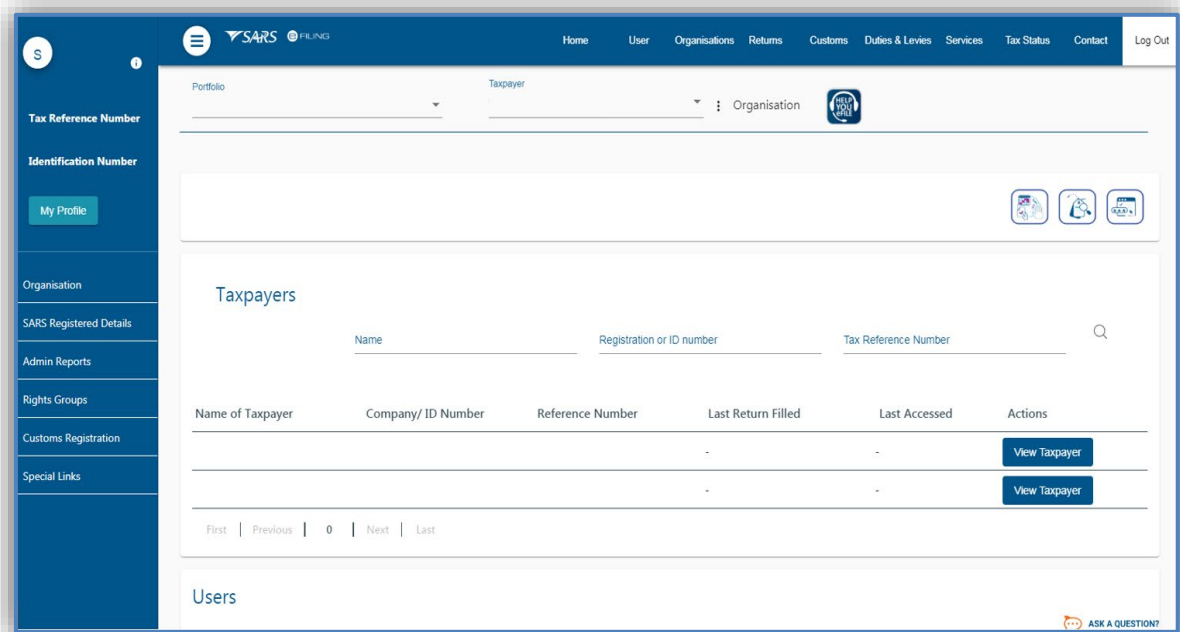 S
i
Tax Reference Number
Identification Number
My Profile
Organisation
SARS Registered Details
Admin Reports
Rights Groups
Customs Registration
Special Links
SARS eFILING
Home User Organisations Returns Customs Duties & Levies Services Tax Status Contact Log Out
Portfolio Taxpayer
Organisation
HELP
YOU
eFILE
Taxpayers
Name Registration or ID number Tax Reference Number
Name of Taxpayer Company/ ID Number Reference Number Last Return Filled Last Accessed Actions
- - View Taxpayer
- - View Taxpayer
First | Previous | 0 | Next | Last
Users
ASK A QUESTION?